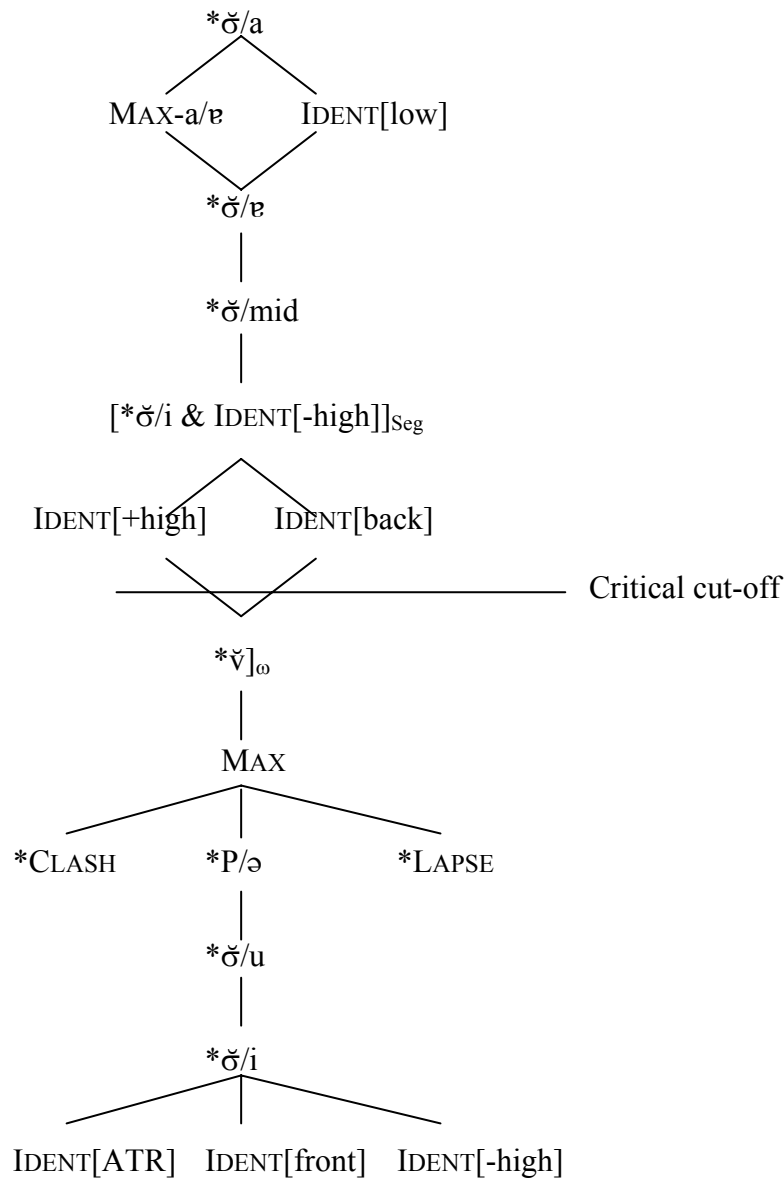 *σ̆/a
MAX-a/ɐ IDENT[low]
*σ̆/ɐ
*σ̆/mid
[*σ̆/i & IDENT[-high]]Seg
IDENT[+high] IDENT[back]
Critical cut-off
*v̆]ω
MAX
*CLASH *P/ə *LAPSE
*σ̆/u
*σ̆/i
IDENT[ATR] IDENT[front] IDENT[-high]